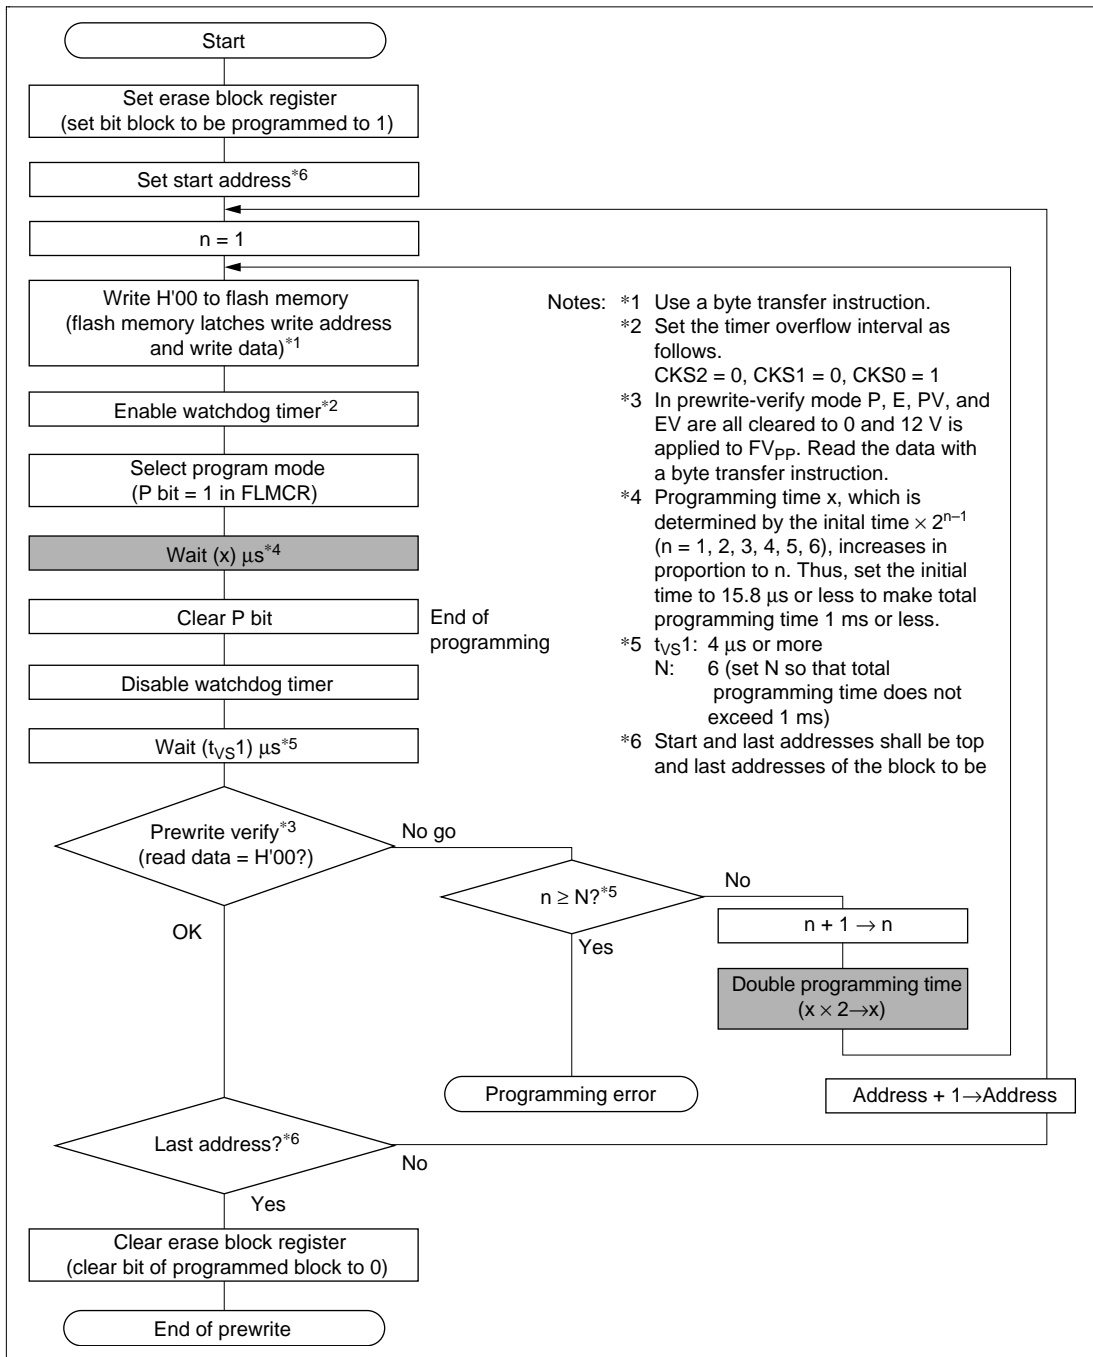 Start
Set erase block register
(set bit block to be programmed to 1)
Set start address*6
n = 1
Write H'00 to flash memory
(flash memory latches write address
and write data)*1
Enable watchdog timer*2
Select program mode
(P bit = 1 in FLMCR)
Wait (x) μs*4
Clear P bit
End of
programming
Disable watchdog timer
Wait (tVS1) μs*5
Prewrite verify*3
(read data = H'00?)
No go
OK
n ≥ N?*5
No
Yes
n + 1 → n
Double programming time
(x × 2→x)
Programming error
Address + 1→Address
Last address?*6
No
Yes
Clear erase block register
(clear bit of programmed block to 0)
End of prewrite
Notes: *1 Use a byte transfer instruction.
*2 Set the timer overflow interval as
follows.
CKS2 = 0, CKS1 = 0, CKS0 = 1
*3 In prewrite-verify mode P, E, PV, and
EV are all cleared to 0 and 12 V is
applied to FVPP. Read the data with
a byte transfer instruction.
*4 Programming time x, which is
determined by the inital time × 2n–1
(n = 1, 2, 3, 4, 5, 6), increases in
proportion to n. Thus, set the initial
time to 15.8 μs or less to make total
programming time 1 ms or less.
*5 tVS1: 4 μs or more
N: 6 (set N so that total
programming time does not
exceed 1 ms)
*6 Start and last addresses shall be top
and last addresses of the block to be